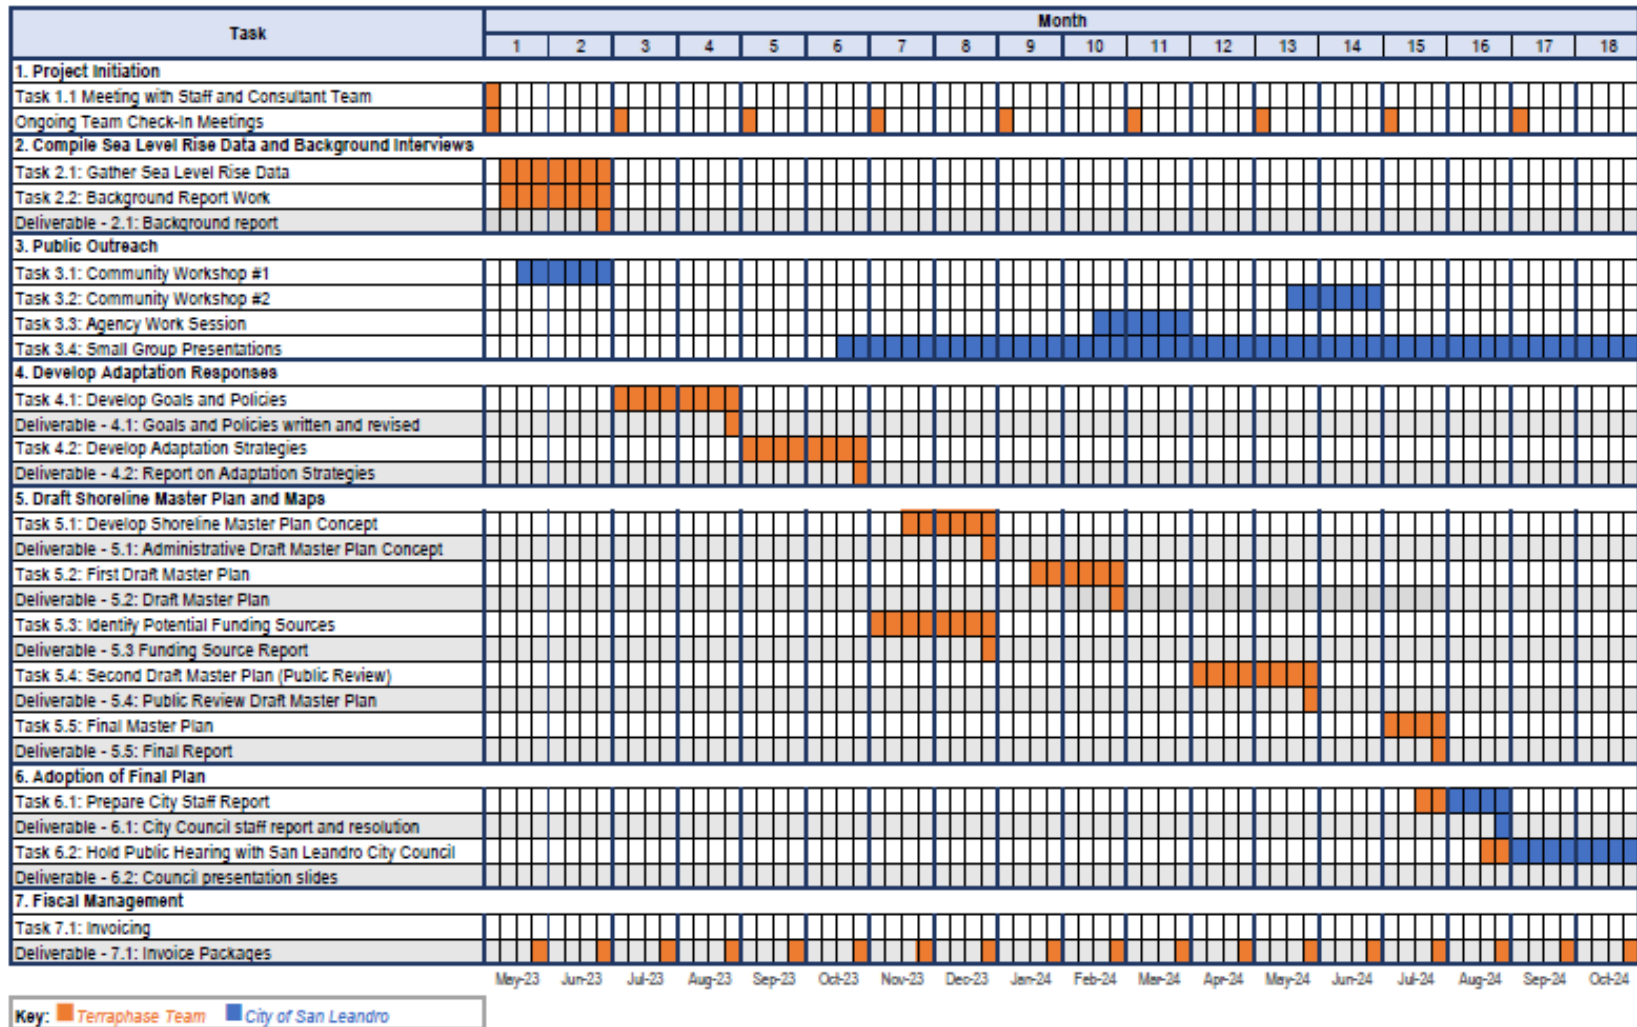 Task
Month
1 2 3 4 5 6 7 8 9 10 11 12 13 14 15 16 17 18
1. Project Initiation
Task 1.1 Meeting with Staff and Consultant Team
Ongoing Team Check-In Meetings
2. Compile Sea Level Rise Data and Background Interviews
Task 2.1: Gather Sea Level Rise Data
Task 2.2: Background Report Work
Deliverable - 2.1: Background report
3. Public Outreach
Task 3.1: Community Workshop #1
Task 3.2: Community Workshop #2
Task 3.3: Agency Work Session
Task 3.4: Small Group Presentations
4. Develop Adaptation Responses
Task 4.1: Develop Goals and Policies
Deliverable - 4.1: Goals and Policies written and revised
Task 4.2: Develop Adaptation Strategies
Deliverable - 4.2: Report on Adaptation Strategies
5. Draft Shoreline Master Plan and Maps
Task 5.1: Develop Shoreline Master Plan Concept
Deliverable - 5.1: Administrative Draft Master Plan Concept
Task 5.2: First Draft Master Plan
Deliverable - 5.2: Draft Master Plan
Task 5.3: Identify Potential Funding Sources
Deliverable - 5.3 Funding Source Report
Task 5.4: Second Draft Master Plan (Public Review)
Deliverable - 5.4: Public Review Draft Master Plan
Task 5.5: Final Master Plan
Deliverable - 5.5: Final Report
6. Adoption of Final Plan
Task 6.1: Prepare City Staff Report
Deliverable - 6.1: City Council staff report and resolution
Task 6.2: Hold Public Hearing with San Leandro City Council
Deliverable - 6.2: Council presentation slides
7. Fiscal Management
Task 7.1: Invoicing
Deliverable - 7.1: Invoice Packages
May-23 Jun-23 Jul-23 Aug-23 Sep-23 Oct-23 Nov-23 Dec-23 Jan-24 Feb-24 Mar-24 Apr-24 May-24 Jun-24 Jul-24 Aug-24 Sep-24 Oct-24
Key: Terraphase Team City of San Leandro